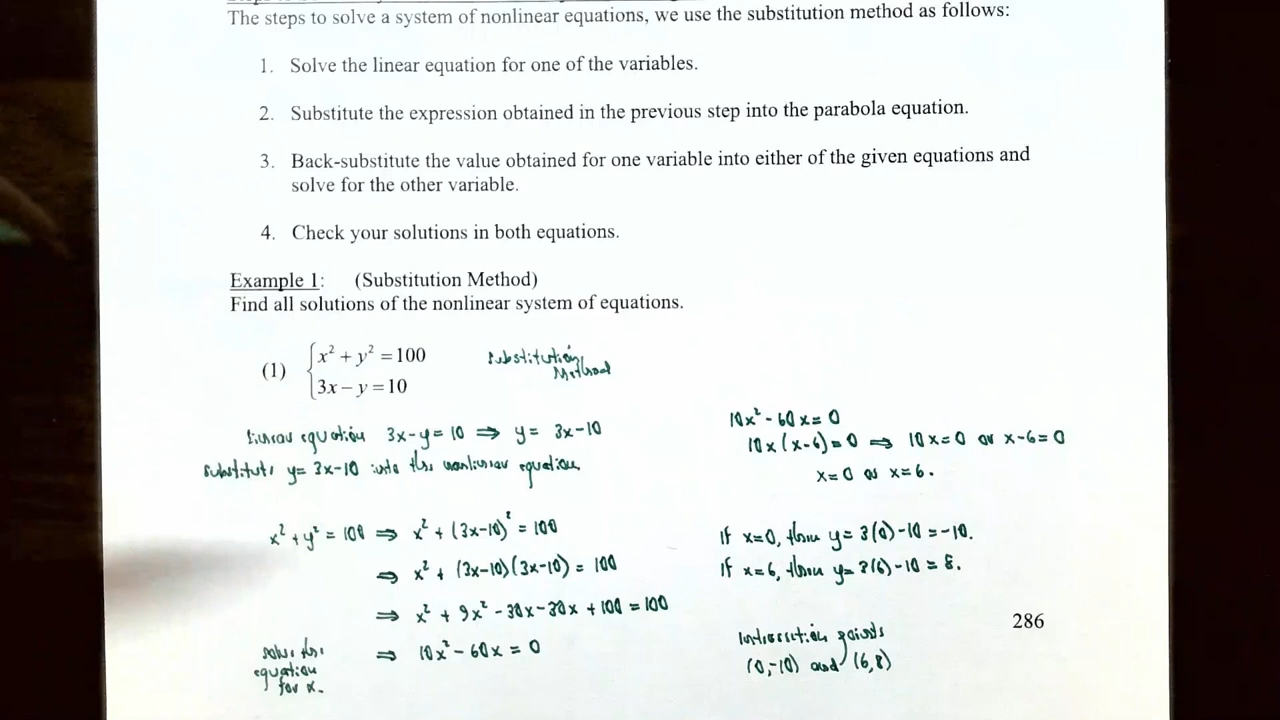 The steps to solve a system of nonlinear equations, we use the substitution method as follows:
1. Solve the linear equation for one of the variables.
2. Substitute the expression obtained in the previous step into the parabola equation.
3. Back-substitute the value obtained for one variable into either of the given equations and
solve for the other variable.
4. Check your solutions in both equations.
Example 1: (Substitution Method)
Find all solutions of the nonlinear system of equations.
(1) { x² + y² = 100
3x − y = 10
Substitution
Method
Linear equation 3x-y=10 ⇒ y= 3x-10
substitute y= 3x-10 into the nonlinear equation
x²+y² = 100 ⇒ x² + (3x-10)² = 100
⇒ x² + (3x-10)(3x-10) = 100
⇒ x² + 9x² - 30x - 30x + 100 = 100
⇒ 10x² - 60x = 0
solve the
equation
for x.
10x² - 60x = 0
10x(x-6)=0 ⇒ 10x=0 or x-6=0
x=0 or x=6.
If x=0, then y= 3(0)-10 = -10.
If x=6, then y= 3(6)-10 = 8.
Intersection points
(0,-10) and (6,8)
286